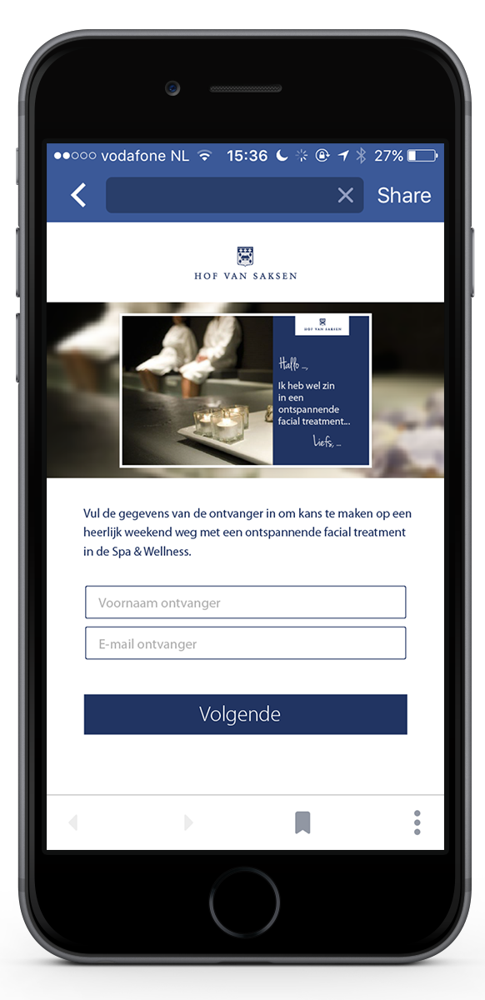 vodafone NL 15:36 27%
Share
HOF VAN SAKSEN
HOF VAN SAKSEN
Hallo ...,
Ik heb wel zin
in een
ontspannende
facial treatment...
Liefs, ...
Vul de gegevens van de ontvanger in om kans te maken op een
heerlijk weekend weg met een ontspannende facial treatment
in de Spa & Wellness.
Voornaam ontvanger
E-mail ontvanger
Volgende